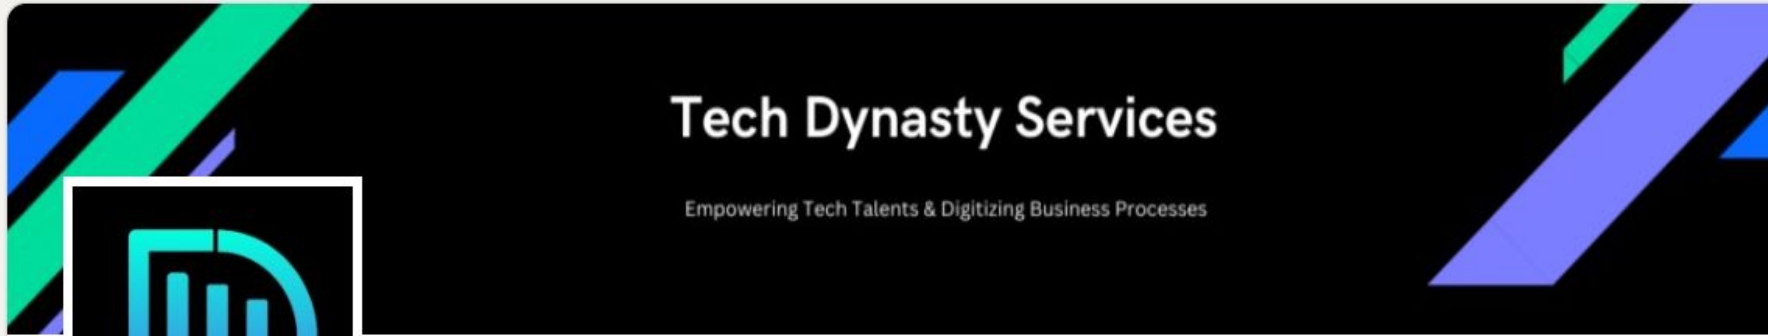 Tech Dynasty Services
Empowering Tech Talents & Digitizing Business Processes